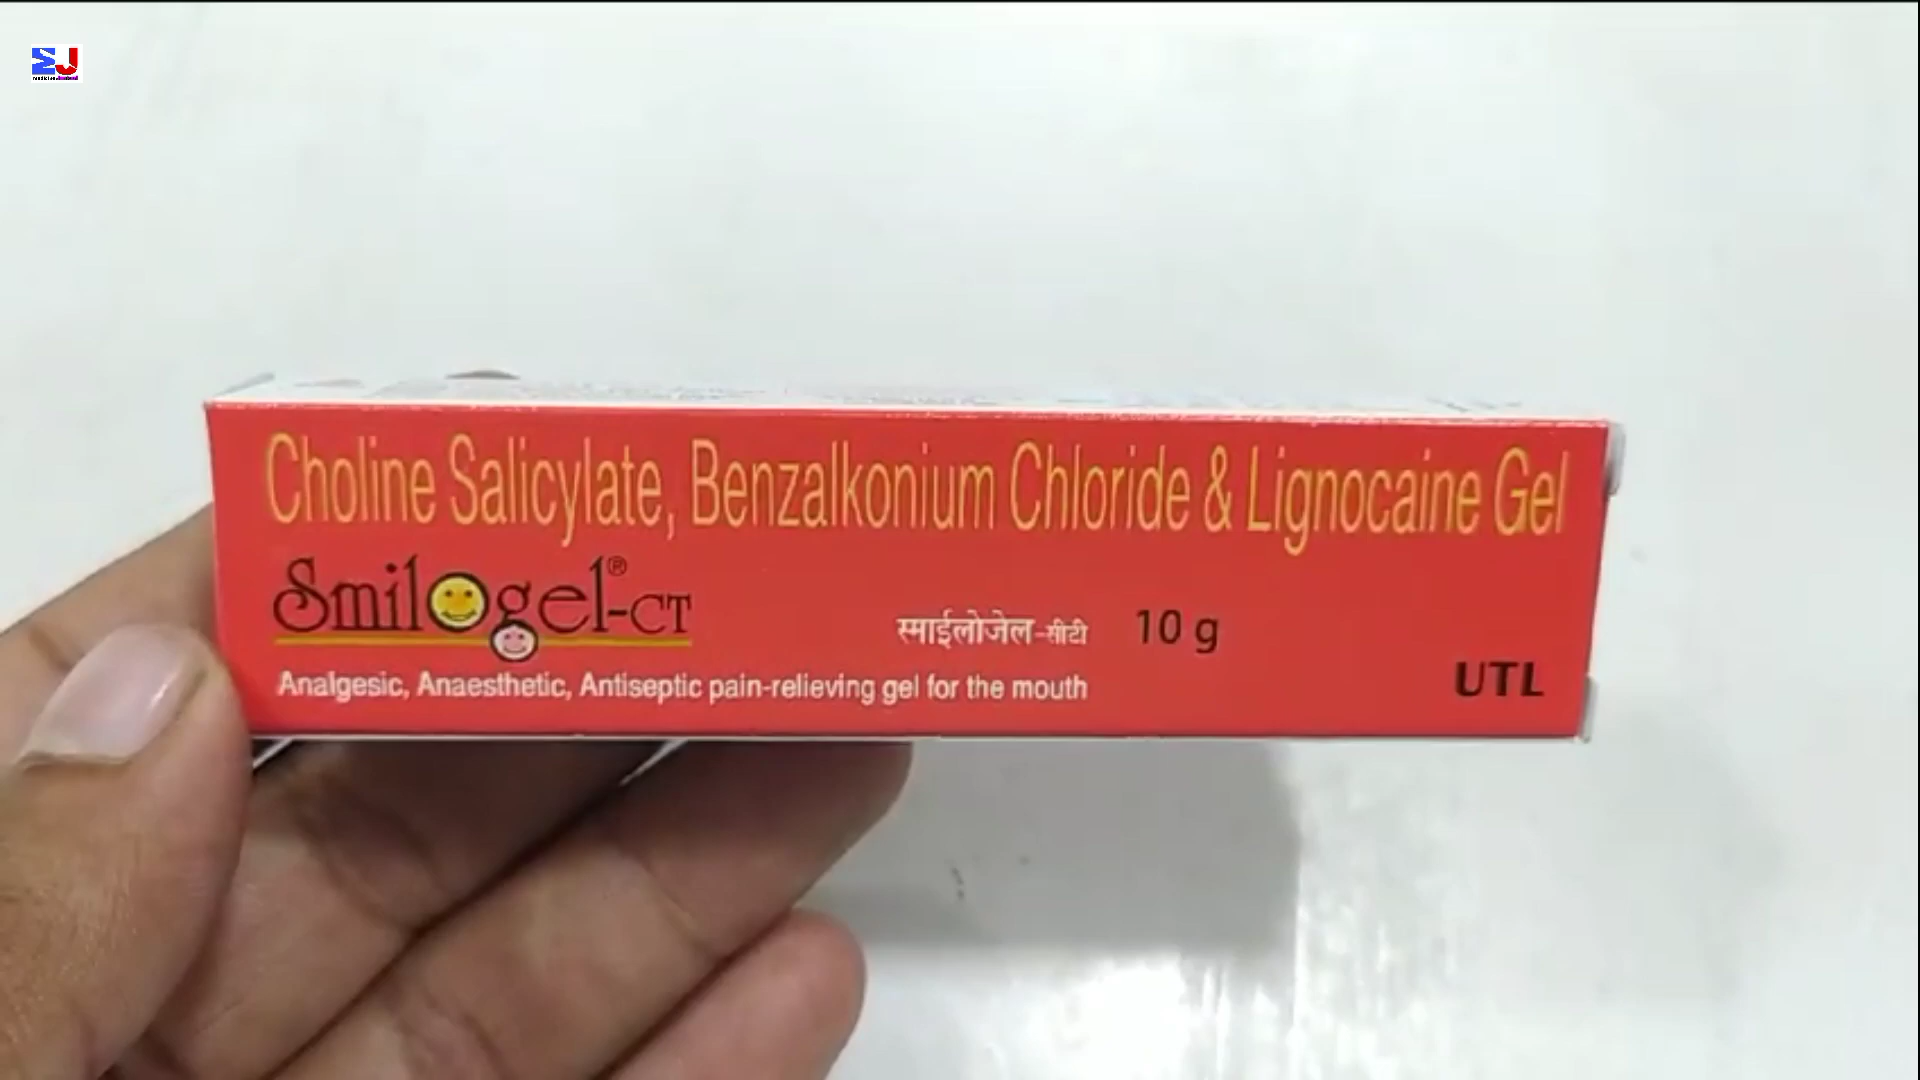 Choline Salicylate, Benzalkonium Chloride & Lignocaine Gel
Smilogel®-CT
स्माईलोजेल-सीटी 10 g
Analgesic, Anaesthetic, Antiseptic pain-relieving gel for the mouth
UTL